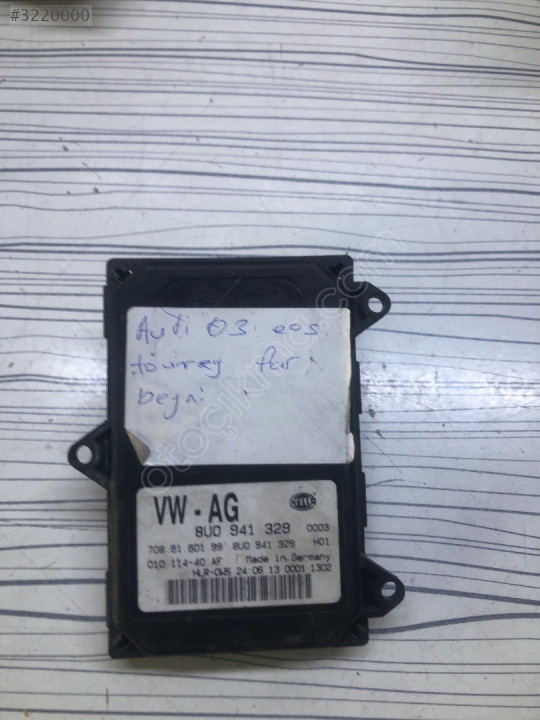 #3220000
Audi Q3 eos
touareg far
beyni
otoçıkma.com
VW - AG
HELLA
8U0 941 329 0003
708 61 601 99 8U0 941 329 H01
010 114-40 AF Made in Germany
HLR-0W5 24:06 13 0001 1302